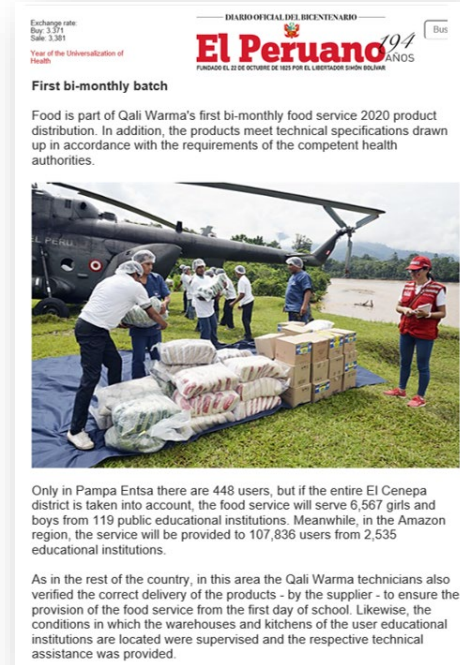 DIARIO OFICIAL DEL BICENTENARIO
Exchange rate:
Buy: 3.371
Sale: 3,381
Year of the Universalization of
Health
El Peruano
194
AÑOS
FUNDADO EL 22 DE OCTUBRE DE 1825 POR EL LIBERTADOR SIMÓN BOLÍVAR
Bus
First bi-monthly batch
Food is part of Qali Warma's first bi-monthly food service 2020 product
distribution. In addition, the products meet technical specifications drawn
up in accordance with the requirements of the competent health
authorities.
EL PERU
Only in Pampa Entsa there are 448 users, but if the entire El Cenepa
district is taken into account, the food service will serve 6,567 girls and
boys from 119 public educational institutions. Meanwhile, in the Amazon
region, the service will be provided to 107,836 users from 2,535
educational institutions.
As in the rest of the country, in this area the Qali Warma technicians also
verified the correct delivery of the products - by the supplier - to ensure the
provision of the food service from the first day of school. Likewise, the
conditions in which the warehouses and kitchens of the user educational
institutions are located were supervised and the respective technical
assistance was provided.